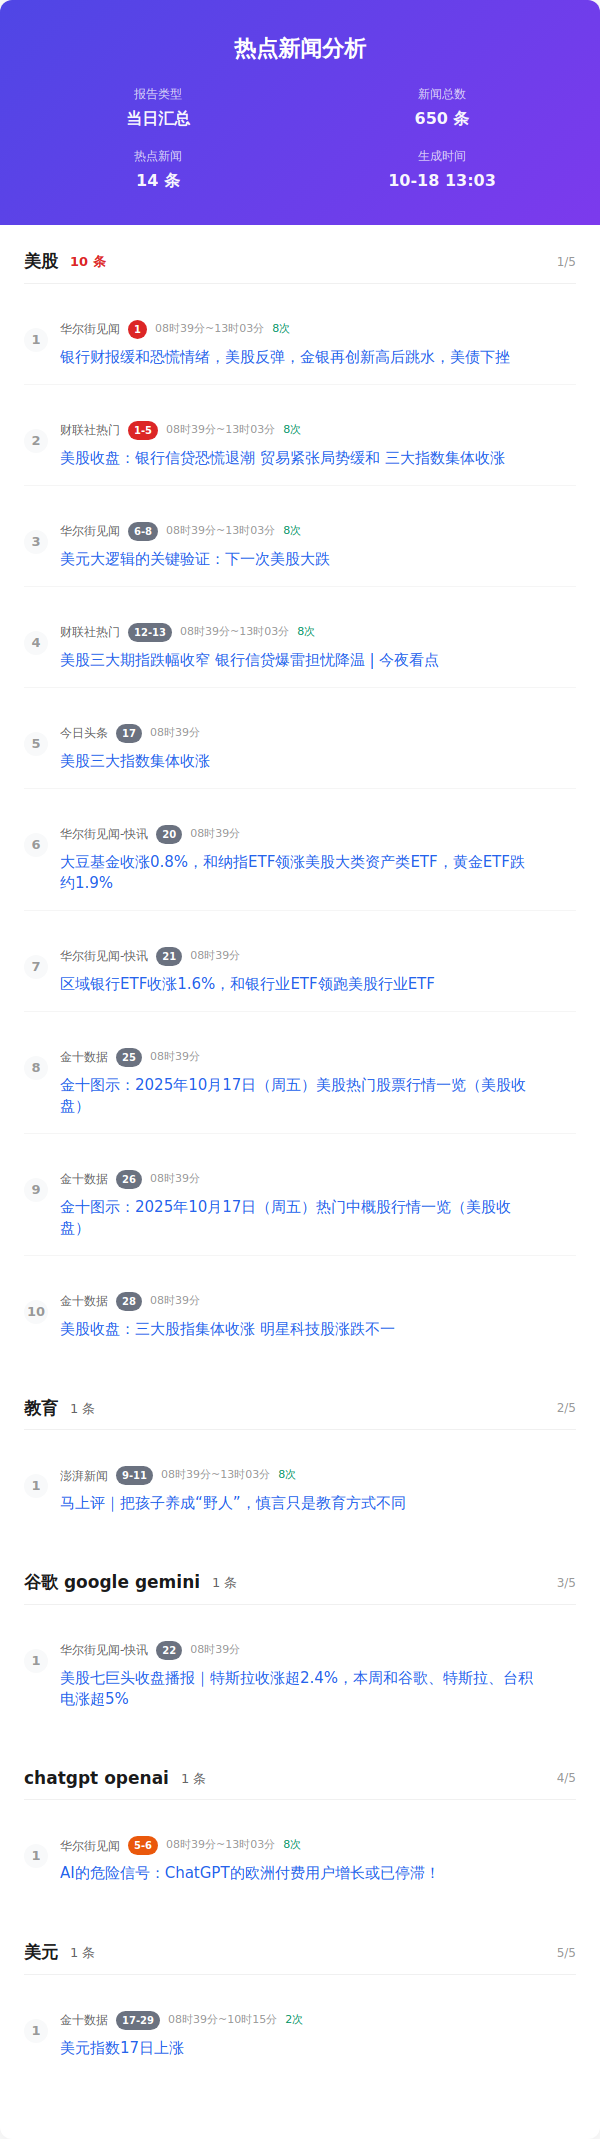 热点新闻分析
报告类型
新闻总数
当日汇总
650 条
热点新闻
生成时间
14 条
10-18 13:03
美股 10 条 1/5
1 华尔街见闻 1 08时39分~13时03分 8次
银行财报缓和恐慌情绪，美股反弹，金银再创新高后跳水，美债下挫
2 财联社热门 1-5 08时39分~13时03分 8次
美股收盘：银行信贷恐慌退潮 贸易紧张局势缓和 三大指数集体收涨
3 华尔街见闻 6-8 08时39分~13时03分 8次
美元大逻辑的关键验证：下一次美股大跌
4 财联社热门 12-13 08时39分~13时03分 8次
美股三大期指跌幅收窄 银行信贷爆雷担忧降温 | 今夜看点
5 今日头条 17 08时39分
美股三大指数集体收涨
6 华尔街见闻-快讯 20 08时39分
大豆基金收涨0.8%，和纳指ETF领涨美股大类资产类ETF，黄金ETF跌
约1.9%
7 华尔街见闻-快讯 21 08时39分
区域银行ETF收涨1.6%，和银行业ETF领跑美股行业ETF
8 金十数据 25 08时39分
金十图示：2025年10月17日（周五）美股热门股票行情一览（美股收
盘）
9 金十数据 26 08时39分
金十图示：2025年10月17日（周五）热门中概股行情一览（美股收
盘）
10 金十数据 28 08时39分
美股收盘：三大股指集体收涨 明星科技股涨跌不一
教育 1 条 2/5
1 澎湃新闻 9-11 08时39分~13时03分 8次
马上评｜把孩子养成“野人”，慎言只是教育方式不同
谷歌 google gemini 1 条 3/5
1 华尔街见闻-快讯 22 08时39分
美股七巨头收盘播报｜特斯拉收涨超2.4%，本周和谷歌、特斯拉、台积
电涨超5%
chatgpt openai 1 条 4/5
1 华尔街见闻 5-6 08时39分~13时03分 8次
AI的危险信号：ChatGPT的欧洲付费用户增长或已停滞！
美元 1 条 5/5
1 金十数据 17-29 08时39分~10时15分 2次
美元指数17日上涨